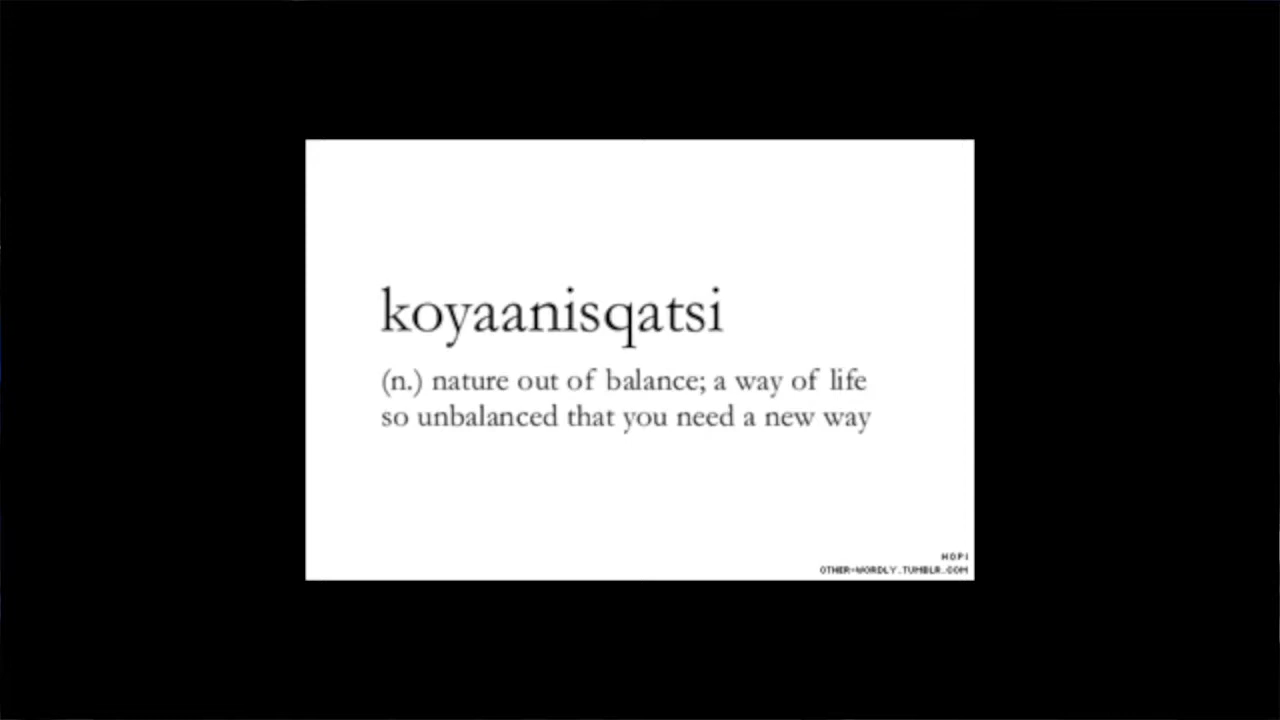 koyaanisqatsi
(n.) nature out of balance; a way of life
so unbalanced that you need a new way
HOPI
OTHER-WORDLY.TUMBLR.COM